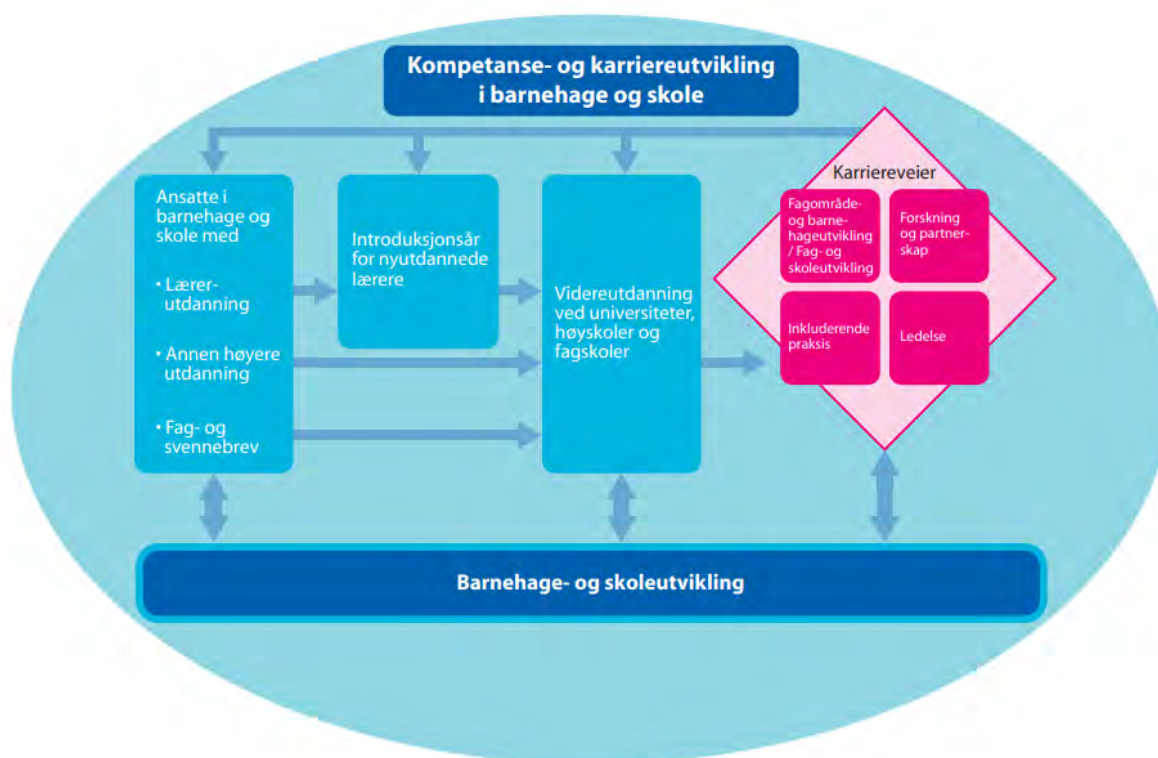 Kompetanse- og karriereutvikling
i barnehage og skole
Ansatte i
barnehage og
skole med
• Lærer-
utdanning
• Annen høyere
utdanning
• Fag- og
svennebrev
Introduksjonsår
for nyutdannede
lærere
Videreutdanning
ved universiteter,
høyskoler og
fagskoler
Karriereveier
Fagområde-
og barne-
hageutvikling
/ Fag- og
skoleutvikling
Forskning
og partner-
skap
Inkluderende
praksis
Ledelse
Barnehage- og skoleutvikling